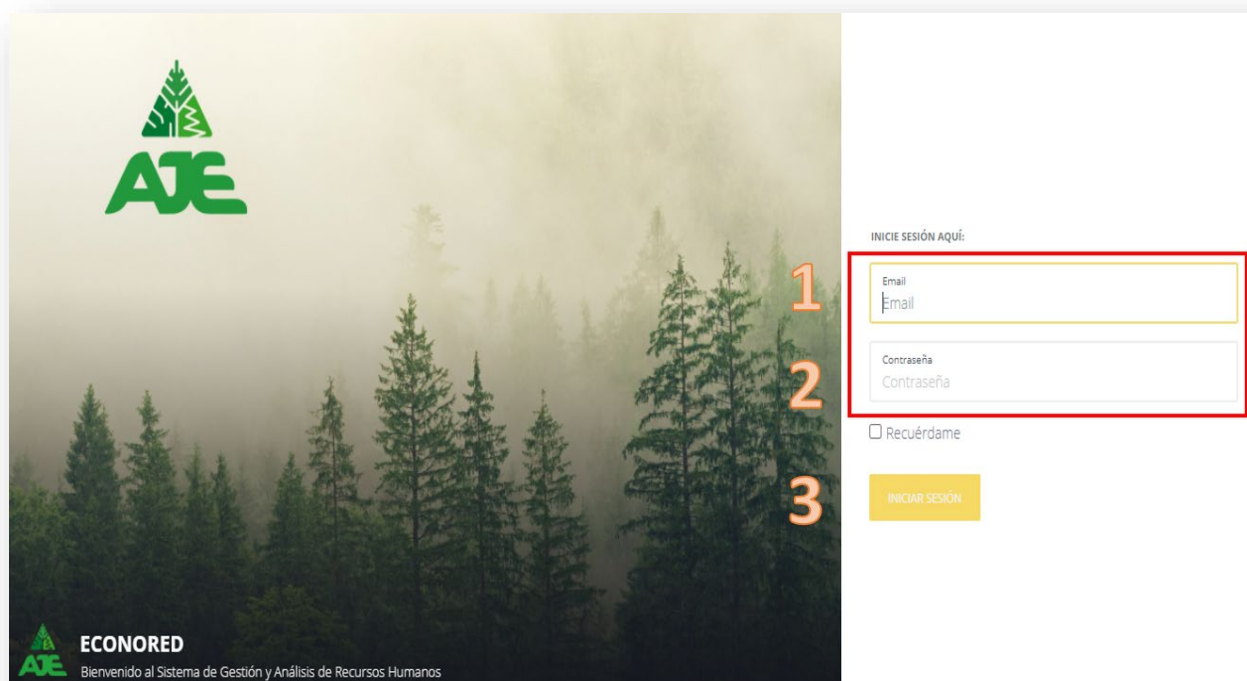 AJE
INICIE SESIÓN AQUÍ:
1
Email
Email
2
Contraseña
Contraseña
Recuérdame
3
INICIAR SESIÓN
AJE
ECONORED
Bienvenido al Sistema de Gestión y Análisis de Recursos Humanos